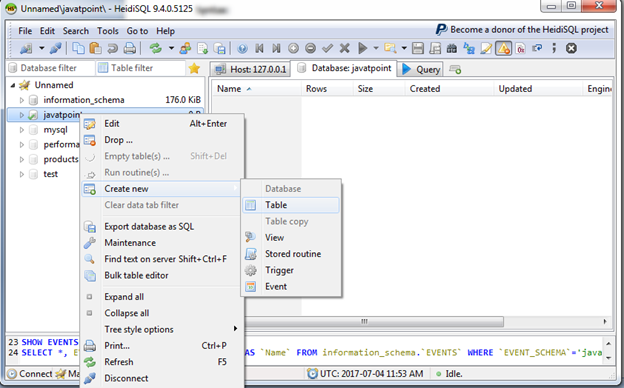 Unnamed\javatpoint\ - HeidiSQL 9.4.0.5125
File Edit Search Tools Go to Help
Become a donor of the HeidiSQL project
Database filter Table filter
Host: 127.0.0.1 Database: javatpoint Query
Unnamed
Name Rows Size Created Updated Engine
information_schema 176.0 KiB
javatpoint
mysql
products
test
Edit Alt+Enter
Drop ...
Empty table(s) ... Shift+Del
Run routine(s) ...
Create new
Clear data tab filter
Export database as SQL
Maintenance
Find text on server Shift+Ctrl+F
Bulk table editor
Expand all
Collapse all
Tree style options
Print... Ctrl+P
Refresh F5
Disconnect
Database
Table
Table copy
View
Stored routine
Trigger
Event
23 SHOW EVENTS
24 SELECT *, E AS `Name` FROM information_schema.`EVENTS` WHERE `EVENT_SCHEMA`='java
Connect Ma UTC: 2017-07-04 11:53 AM Idle.